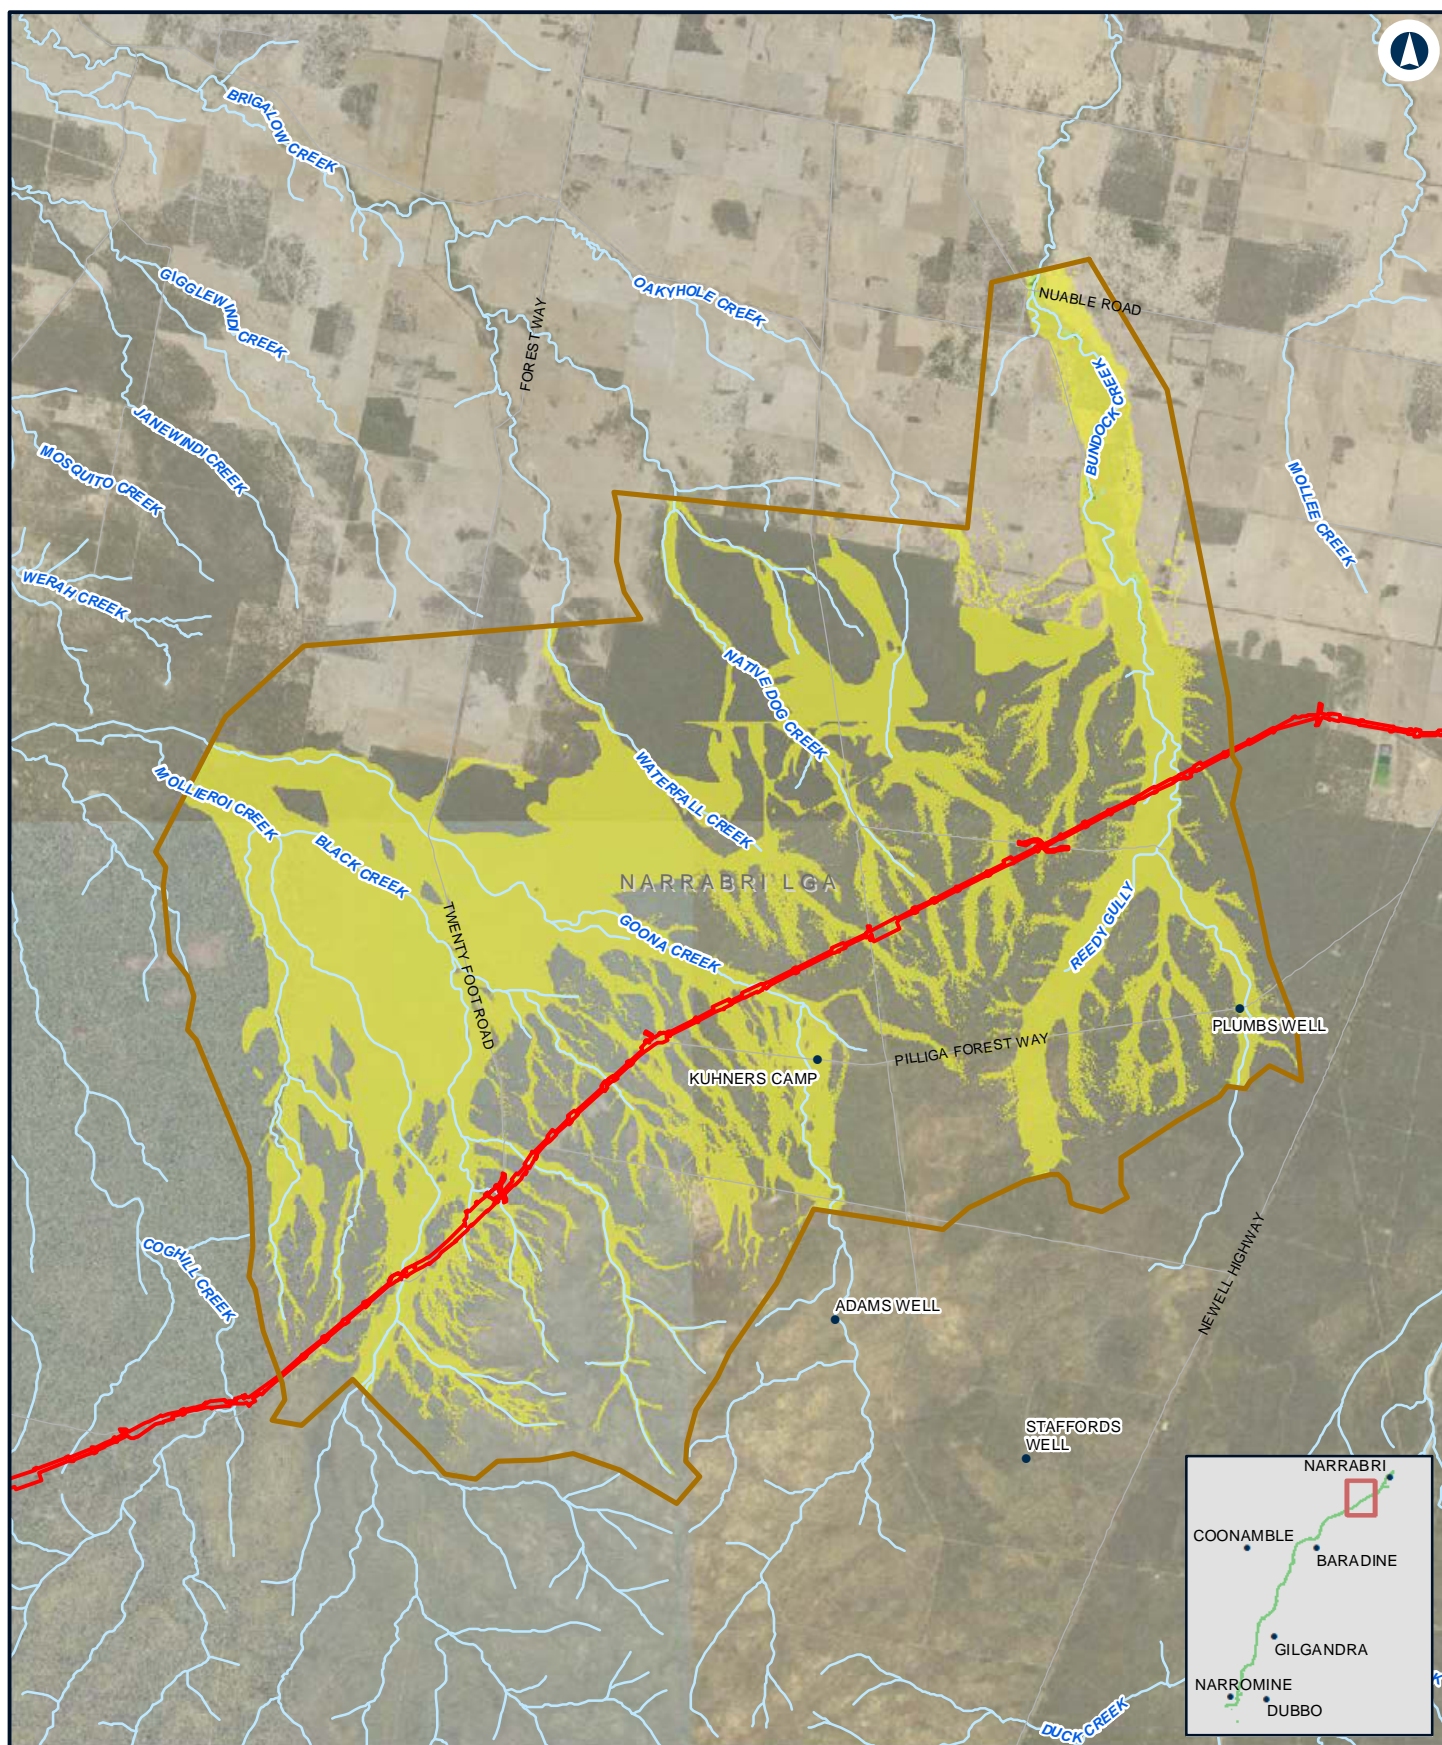 BRIGALOW CREEK
GIGGLEWINDI CREEK
OAKYHOLE CREEK
NUABLE ROAD
FOREST WAY
BUNDOCK CREEK
JANEWINDI CREEK
MOSQUITO CREEK
MOLLEE CREEK
WERAH CREEK
NATIVE DOG CREEK
MOLLIEROI CREEK
WATERFALL CREEK
BLACK CREEK
NARRABRI LGA
TWENTY FOOT ROAD
GOONA CREEK
REEDY GULLY
PLUMBS WELL
PILLIGA FOREST WAY
KUHNERS CAMP
COGHILL CREEK
NEWELL HIGHWAY
ADAMS WELL
STAFFORDS
WELL
NARRABRI
COONAMBLE
BARADINE
GILGANDRA
NARROMINE
DUBBO
DUCK CREEK